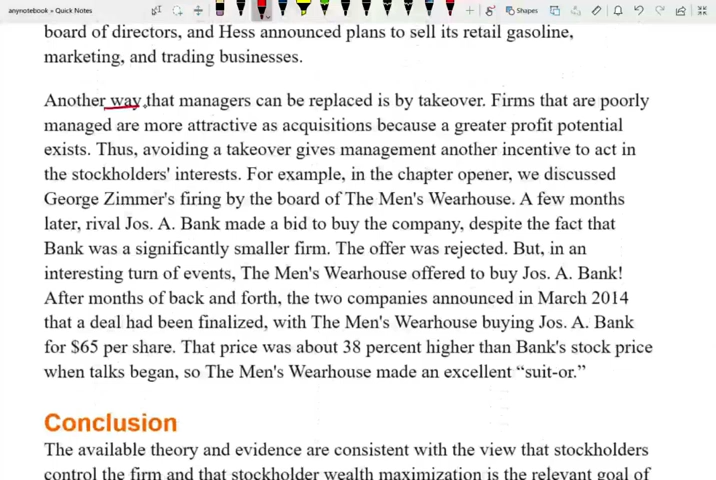 anynotebook » Quick Notes
Shapes
board of directors, and Hess announced plans to sell its retail gasoline,
marketing, and trading businesses.
Another way that managers can be replaced is by takeover. Firms that are poorly
managed are more attractive as acquisitions because a greater profit potential
exists. Thus, avoiding a takeover gives management another incentive to act in
the stockholders' interests. For example, in the chapter opener, we discussed
George Zimmer's firing by the board of The Men's Wearhouse. A few months
later, rival Jos. A. Bank made a bid to buy the company, despite the fact that
Bank was a significantly smaller firm. The offer was rejected. But, in an
interesting turn of events, The Men's Wearhouse offered to buy Jos. A. Bank!
After months of back and forth, the two companies announced in March 2014
that a deal had been finalized, with The Men's Wearhouse buying Jos. A. Bank
for $65 per share. That price was about 38 percent higher than Bank's stock price
when talks began, so The Men's Wearhouse made an excellent “suit-or.”
Conclusion
The available theory and evidence are consistent with the view that stockholders
control the firm and that stockholder wealth maximization is the relevant goal of